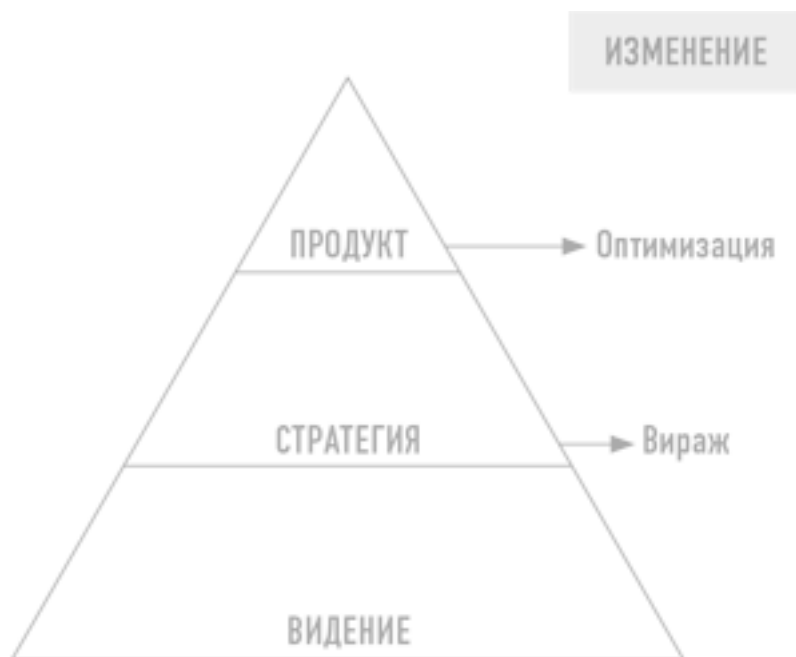 ИЗМЕНЕНИЕ
ПРОДУКТ
Оптимизация
СТРАТЕГИЯ
Вираж
ВИДЕНИЕ